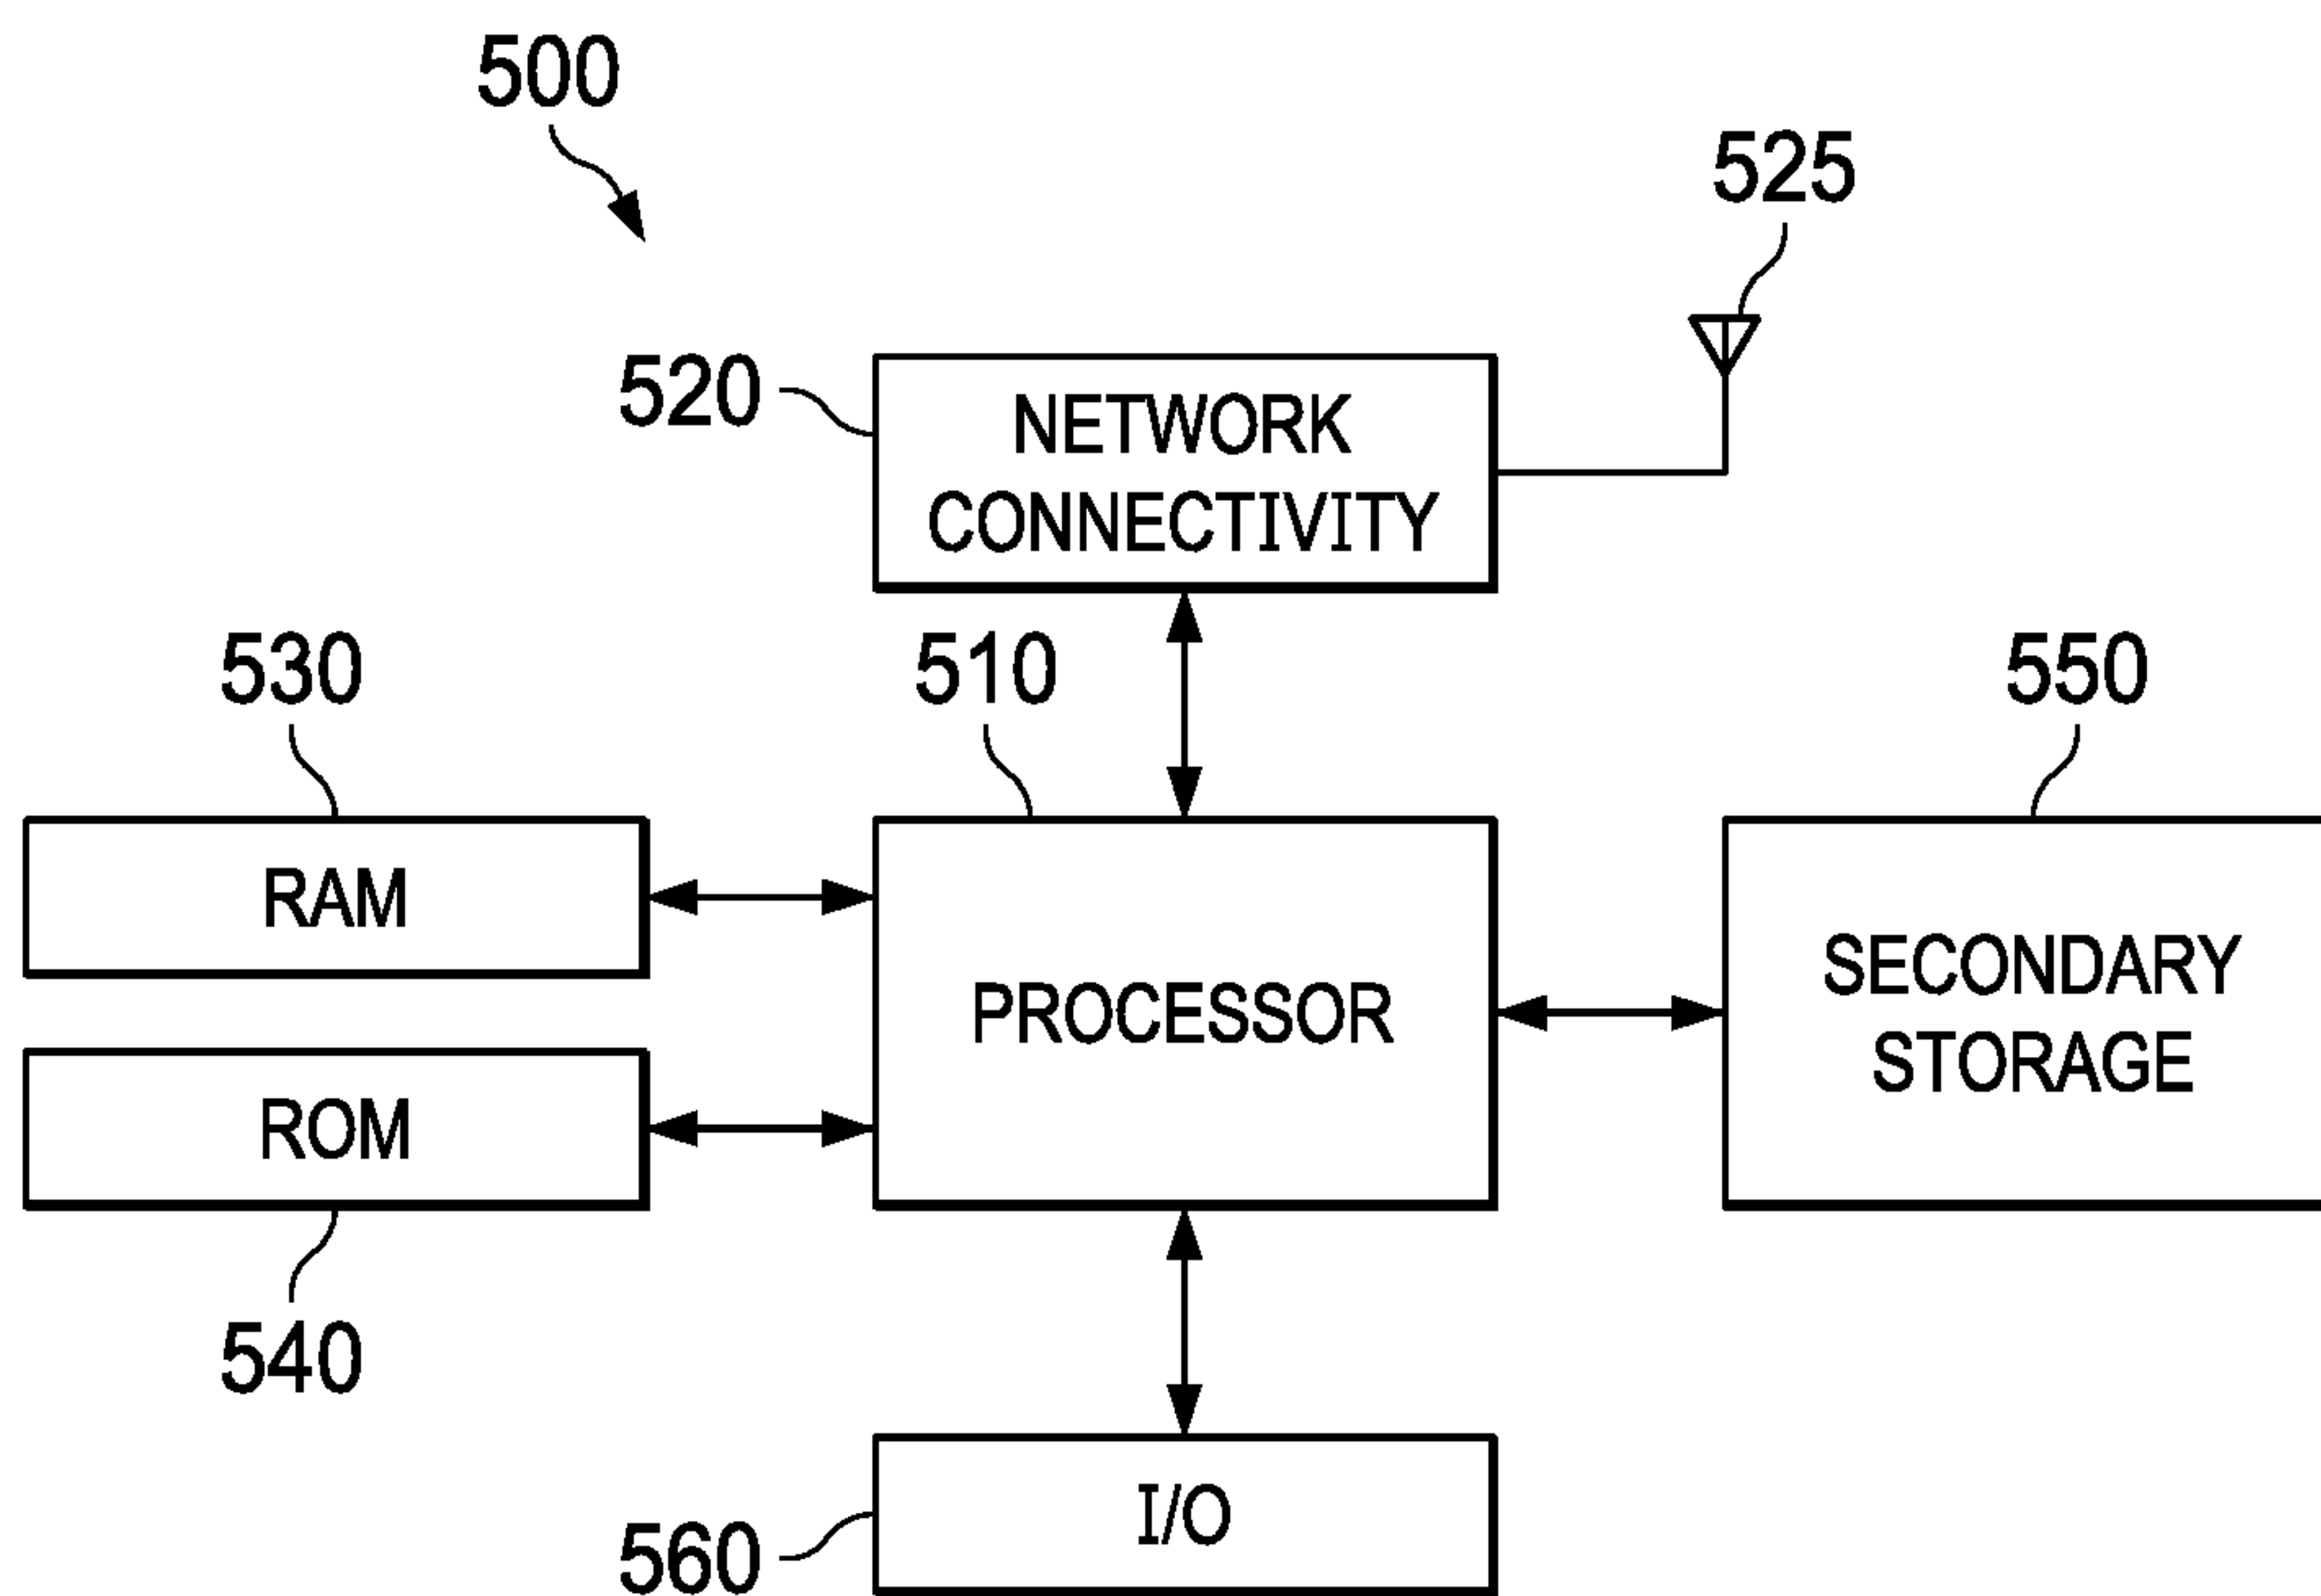 500
525
520
NETWORK
CONNECTIVITY
530
510
550
RAM
PROCESSOR
SECONDARY
STORAGE
ROM
540
I/O
560